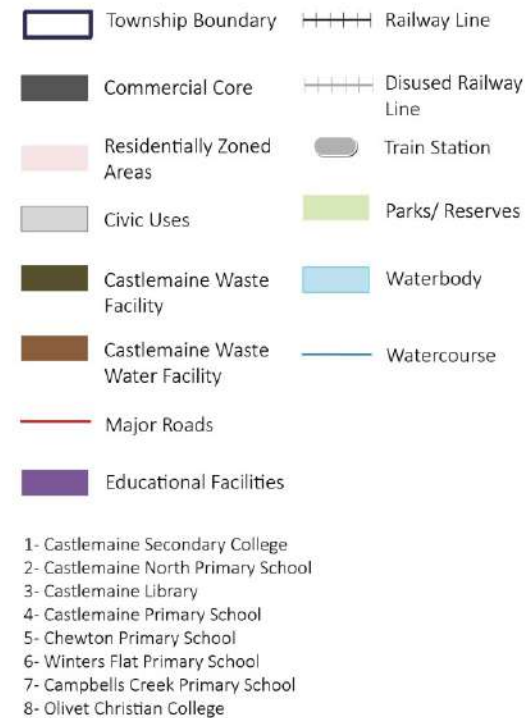 Township Boundary
Commercial Core
Residentially Zoned
Areas
Civic Uses
Castlemaine Waste
Facility
Castlemaine Waste
Water Facility
Major Roads
Educational Facilities
Railway Line
Disused Railway
Line
Train Station
Parks/ Reserves
Waterbody
Watercourse
1- Castlemaine Secondary College
2- Castlemaine North Primary School
3- Castlemaine Library
4- Castlemaine Primary School
5- Chewton Primary School
6- Winters Flat Primary School
7- Campbells Creek Primary School
8- Olivet Christian College